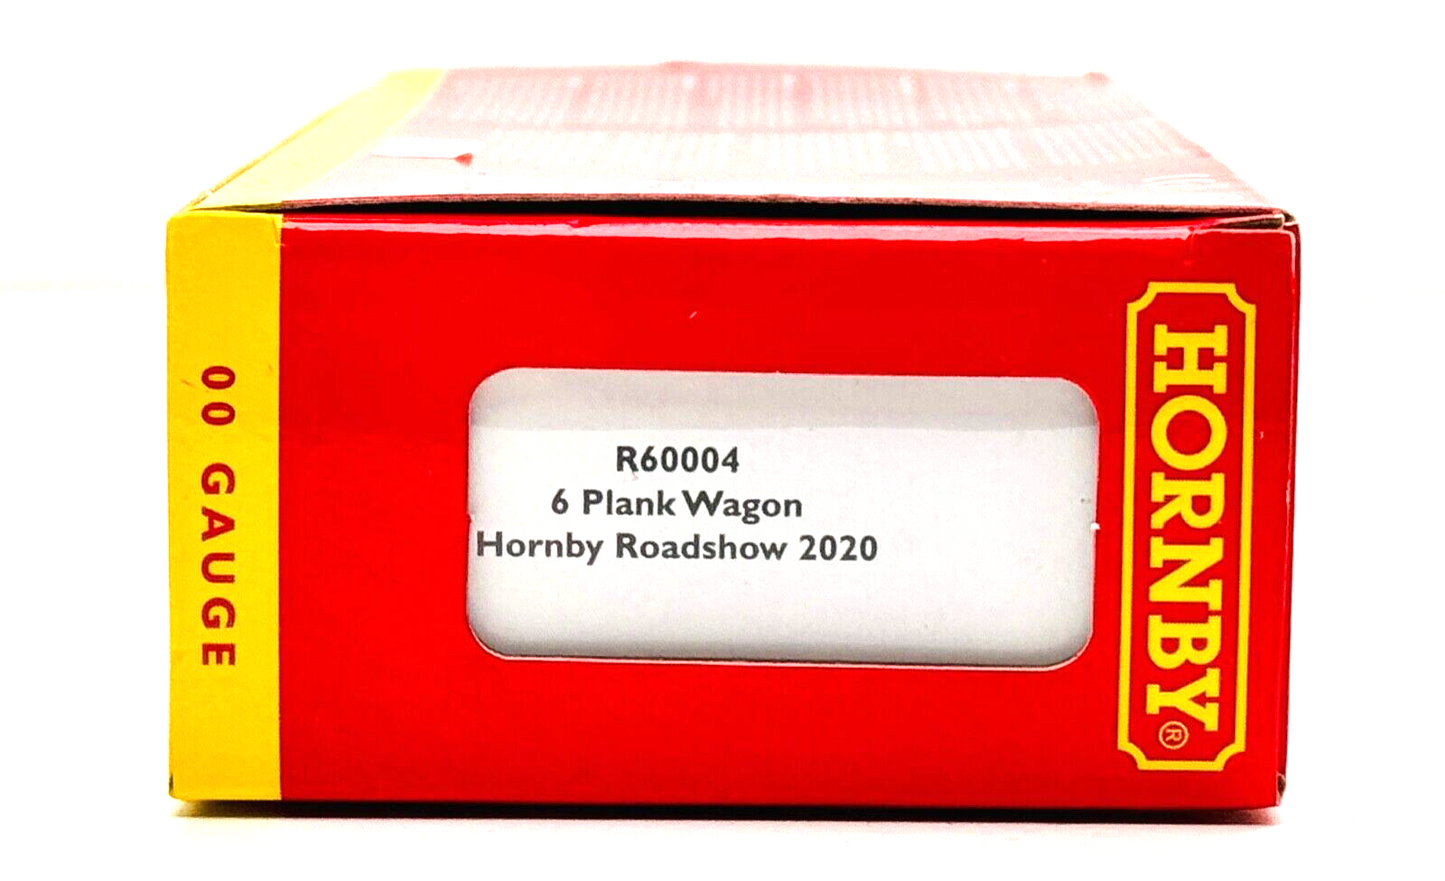 00 GAUGE
R60004
6 Plank Wagon
Hornby Roadshow 2020
HORNBY®